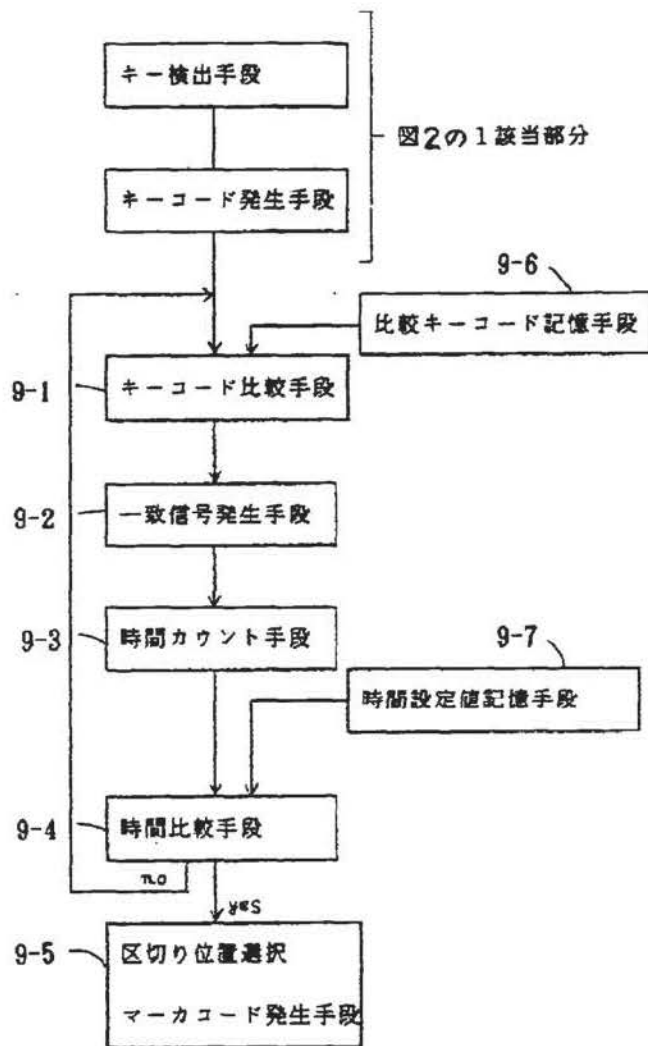 キー検出手段
図2の1該当部分
キーコード発生手段
9-6
比較キーコード記憶手段
9-1
キーコード比較手段
9-2
一致信号発生手段
9-3
時間カウント手段
9-7
時間設定値記憶手段
9-4
時間比較手段
no
yes
9-5
区切り位置選択
マーカコード発生手段